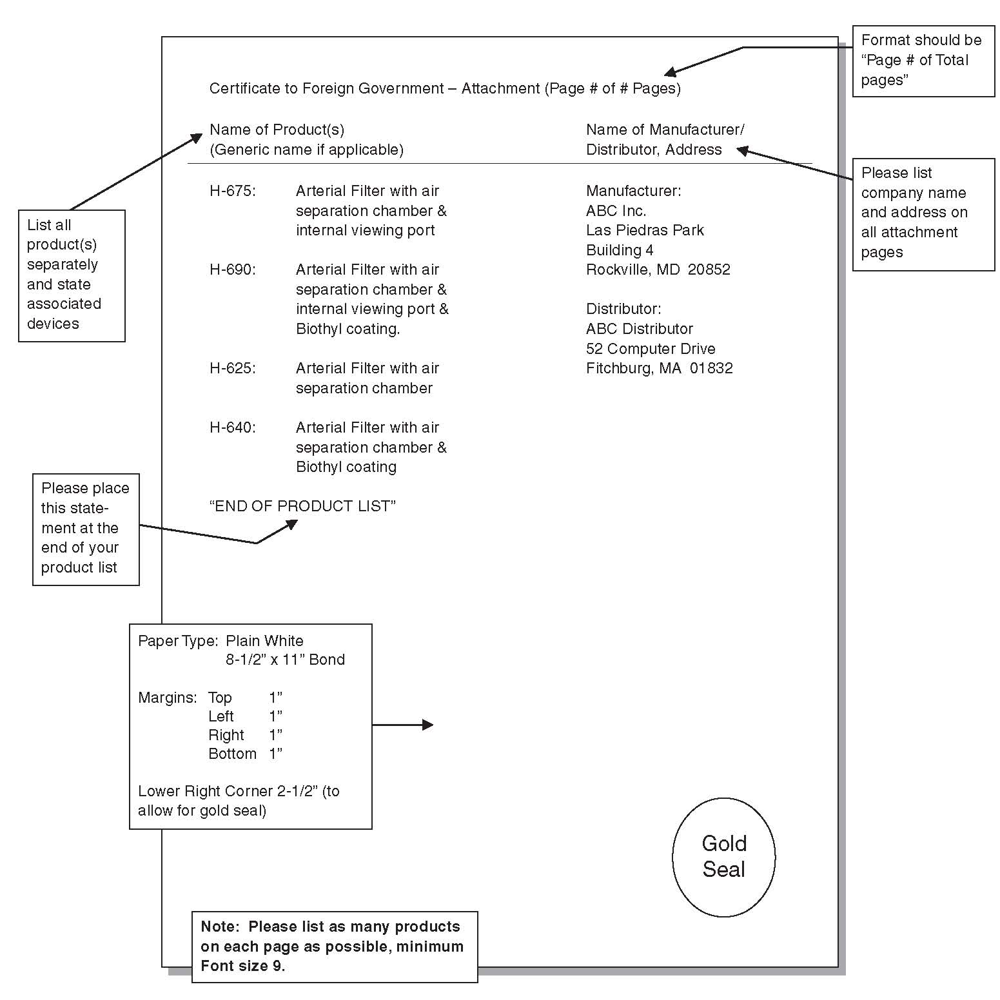 Format should be
“Page # of Total
pages”
Certificate to Foreign Government – Attachment (Page # of # Pages)
Name of Product(s)
(Generic name if applicable)
Name of Manufacturer/
Distributor, Address
Please list
company name
and address on
all attachment
pages
List all
product(s)
separately
and state
associated
devices
H-675: Arterial Filter with air
separation chamber &
internal viewing port
H-690: Arterial Filter with air
separation chamber &
internal viewing port &
Biothyl coating.
H-625: Arterial Filter with air
separation chamber
H-640: Arterial Filter with air
separation chamber &
Biothyl coating
“END OF PRODUCT LIST”
Manufacturer:
ABC Inc.
Las Piedras Park
Building 4
Rockville, MD  20852
Distributor:
ABC Distributor
52 Computer Drive
Fitchburg, MA  01832
Please place
this state-
ment at the
end of your
product list
Paper Type:  Plain White
8-1/2” x 11” Bond
Margins: Top 1”
Left 1”
Right 1”
Bottom 1”
Lower Right Corner 2-1/2” (to
allow for gold seal)
Gold
Seal
Note:  Please list as many products
on each page as possible, minimum
Font size 9.